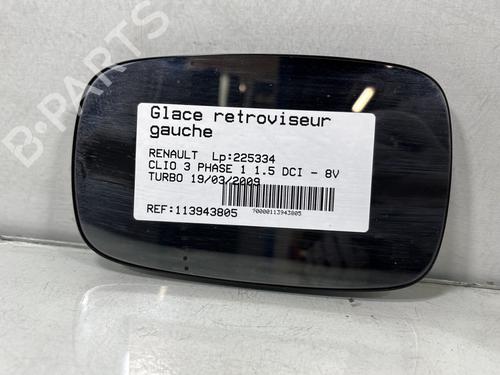 Glace retroviseur
gauche
RENAULT Lp:225334
CLIO 3 PHASE 1 1.5 DCI - 8V
TURBO 19/03/2009
REF:113943805
70000113943805
B-PARTS